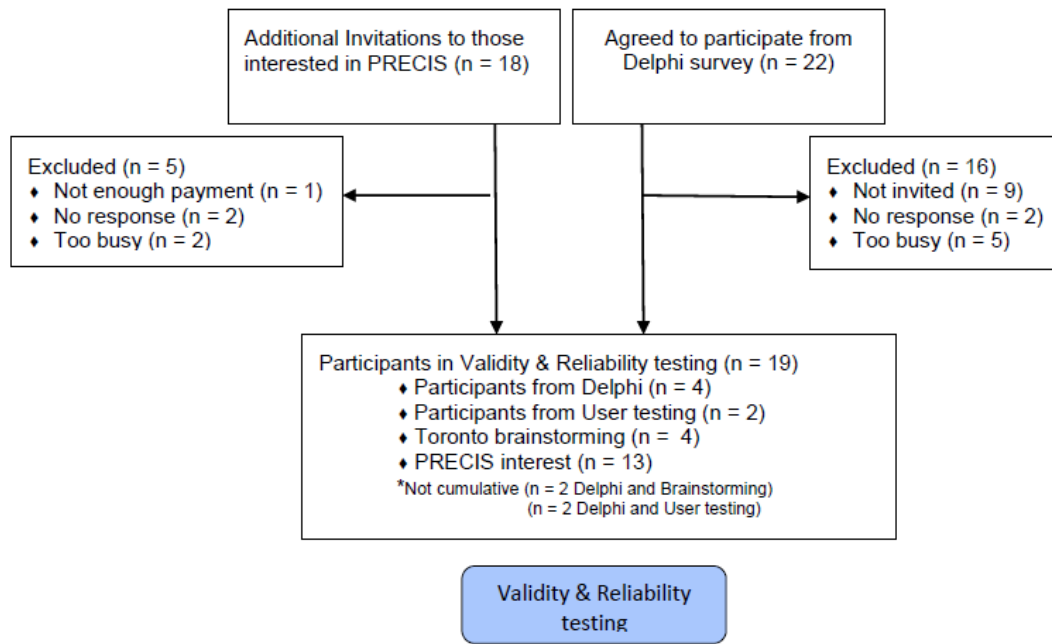 Additional Invitations to those
interested in PRECIS (n = 18)
Agreed to participate from
Delphi survey (n = 22)
Excluded (n = 5)
♦ Not enough payment (n = 1)
♦ No response (n = 2)
♦ Too busy (n = 2)
Excluded (n = 16)
♦ Not invited (n = 9)
♦ No response (n = 2)
♦ Too busy (n = 5)
Participants in Validity & Reliability testing (n = 19)
♦ Participants from Delphi (n = 4)
♦ Participants from User testing (n = 2)
♦ Toronto brainstorming (n = 4)
♦ PRECIS interest (n = 13)
*Not cumulative (n = 2 Delphi and Brainstorming)
(n = 2 Delphi and User testing)
Validity & Reliability
testing